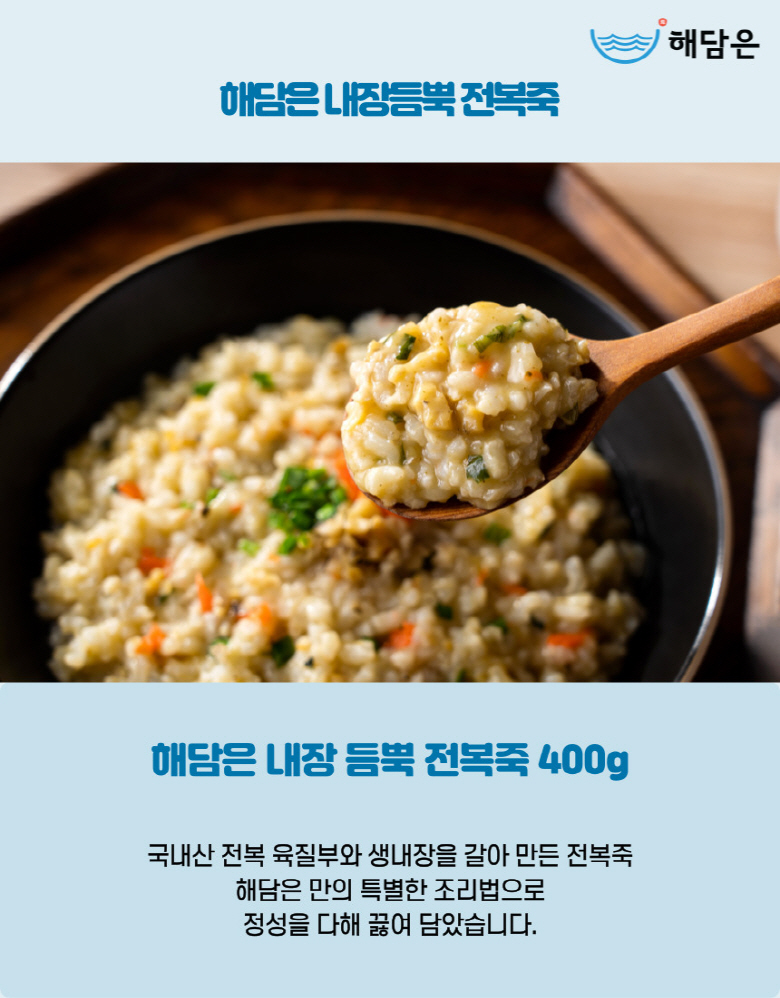 해담은
해담은 내장듬뿍 전복죽
해담은 내장 듬뿍 전복죽 400g
국내산 전복 육질부와 생내장을 갈아 만든 전복죽
해담은 만의 특별한 조리법으로
정성을 다해 끓여 담았습니다.